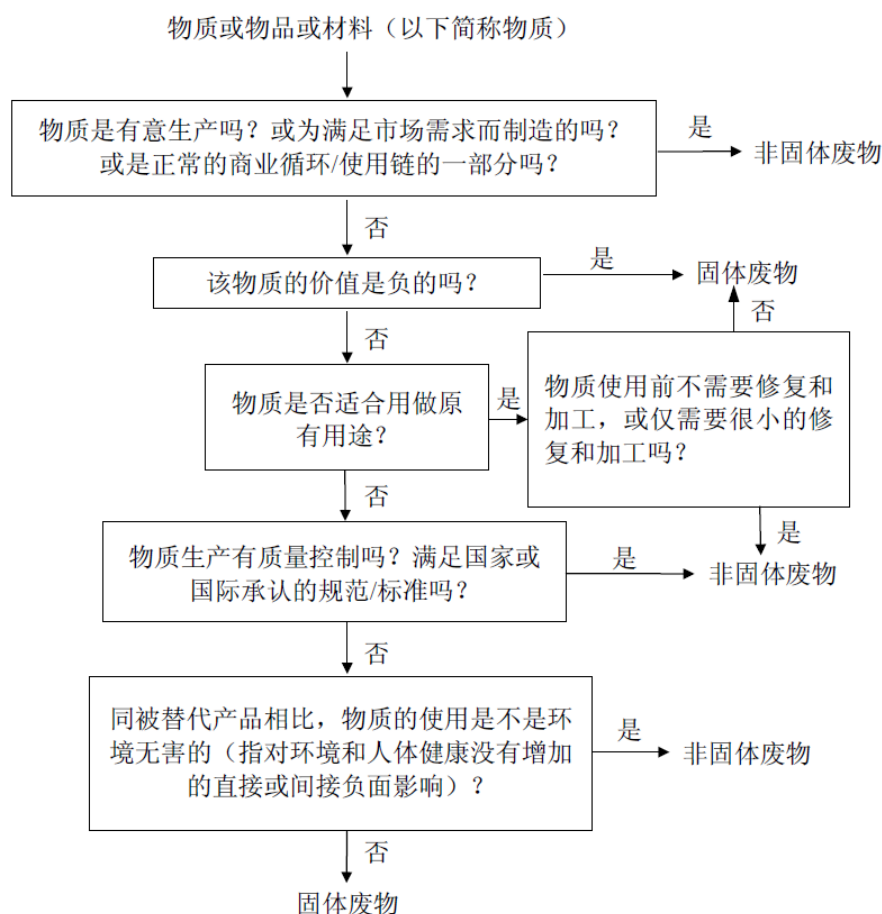 物质或物品或材料（以下简称物质）
物质是有意生产吗？或为满足市场需求而制造的吗？
或是正常的商业循环/使用链的一部分吗？
是
非固体废物
否
该物质的价值是负的吗？
是
固体废物
否
否
物质是否适合用做原
有用途？
是
物质使用前不需要修复和
加工，或仅需要很小的修
复和加工吗？
否
是
物质生产有质量控制吗？满足国家或
国际承认的规范/标准吗？
是
非固体废物
否
同被替代产品相比，物质的使用是不是环
境无害的（指对环境和人体健康没有增加
的直接或间接负面影响）？
是
非固体废物
否
固体废物